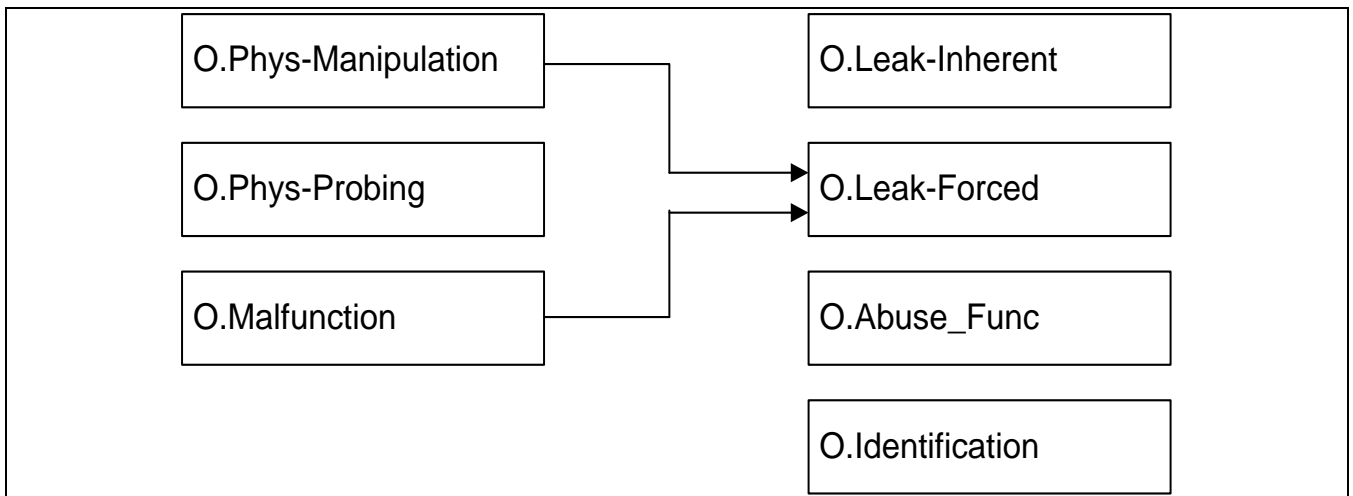 O.Phys-Manipulation
O.Leak-Inherent
O.Phys-Probing
O.Leak-Forced
O.Malfunction
O.Abuse_Func
O.Identification